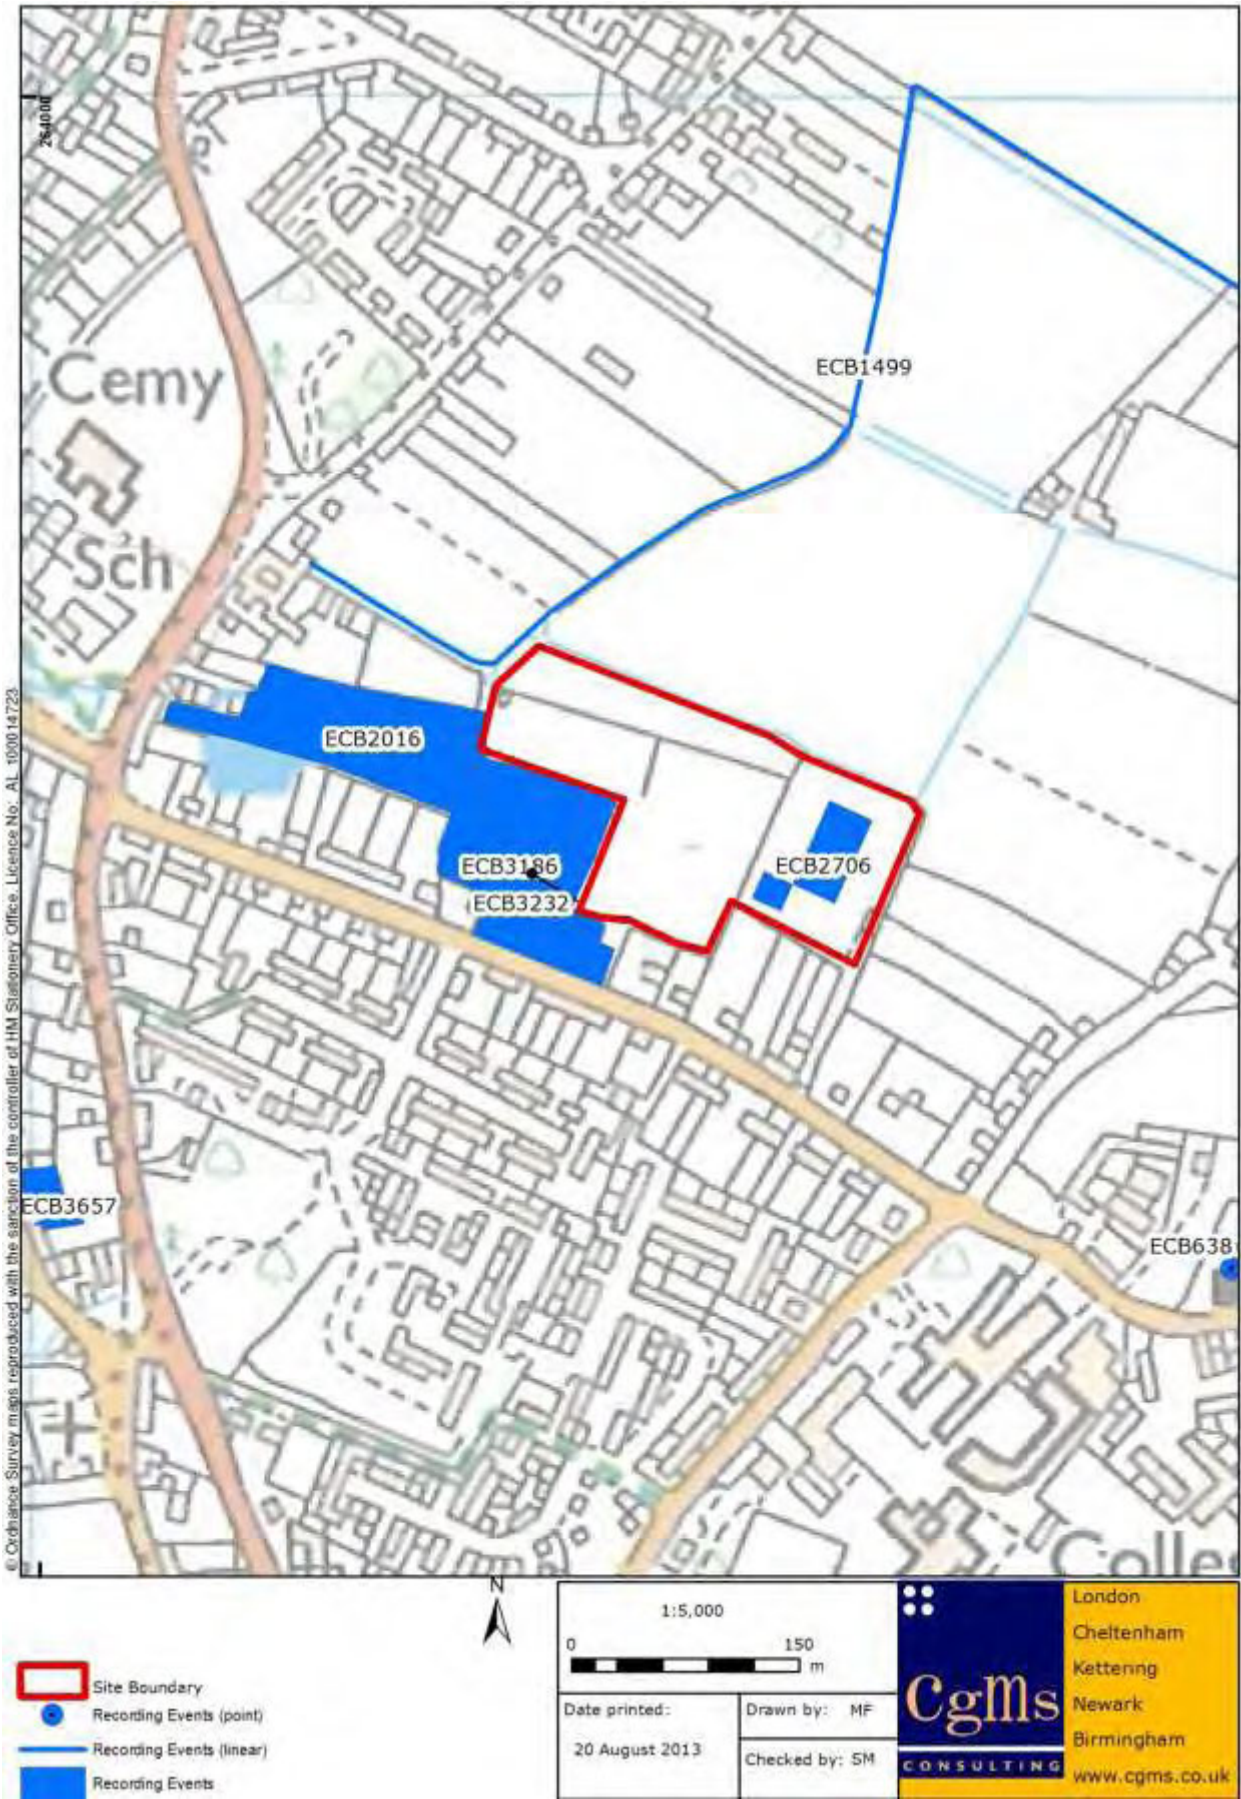 264000
Cemy
Sch
ECB1499
ECB2016
ECB3186
ECB3232
ECB2706
ECB3657
ECB638
Colleg
© Ordnance Survey maps reproduced with the sanction of the controller of HM Stationery Office. Licence No: AL 100014723
N
1:5,000
0 150
m
Date printed:
20 August 2013
Drawn by: MF
Checked by: SM
CgMs
CONSULTING
London
Cheltenham
Kettering
Newark
Birmingham
www.cgms.co.uk
Site Boundary
Recording Events (point)
Recording Events (linear)
Recording Events